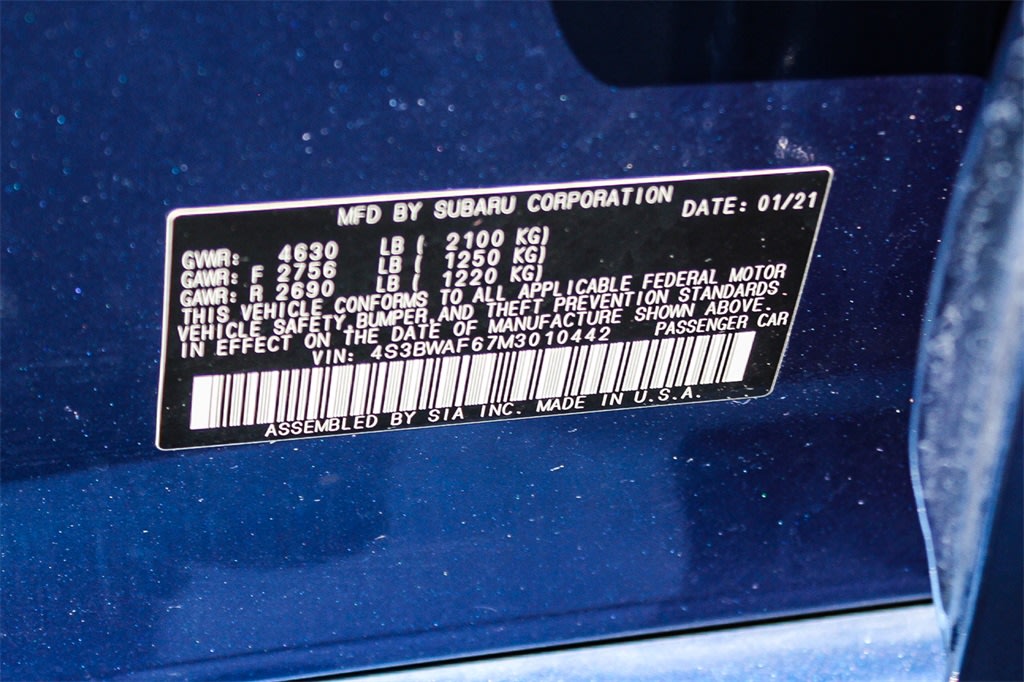 MFD BY SUBARU CORPORATION DATE: 01/21
GVWR: 4630 LB ( 2100 KG)
GAWR: F 2756 LB ( 1250 KG)
GAWR: R 2690 LB ( 1220 KG)
THIS VEHICLE CONFORMS TO ALL APPLICABLE FEDERAL MOTOR
VEHICLE SAFETY, BUMPER, AND THEFT PREVENTION STANDARDS
IN EFFECT ON THE DATE OF MANUFACTURE SHOWN ABOVE.
VIN: 4S3BWAF67M3010442 PASSENGER CAR
ASSEMBLED BY SIA INC. MADE IN U.S.A.